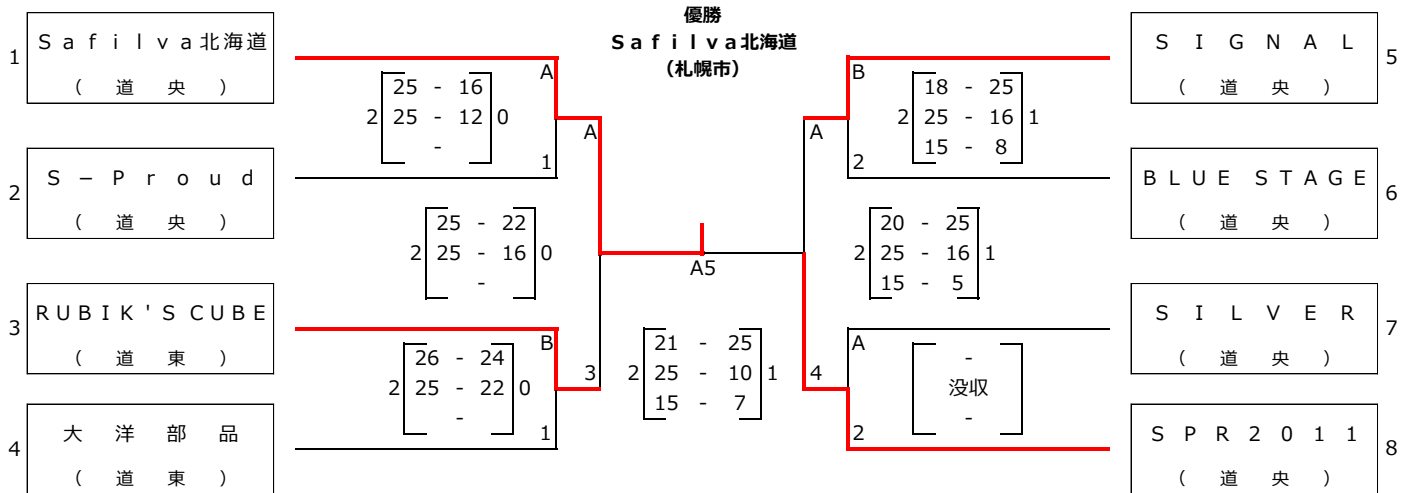 優勝
Ｓａｆｉｌｖａ北海道
（札幌市）
1
Ｓａｆｉｌｖａ北海道
（道央）
2
Ｓ－Ｐｒｏｕｄ
（道央）
3
ＲＵＢＩＫ'ＳＣＵＢＥ
（道東）
4
大洋部品
（道東）
A
2
25 - 16
25 - 12
-
0
1
A
2
25 - 22
25 - 16
-
0
3
B
2
26 - 24
25 - 22
-
0
1
A5
2
21 - 25
25 - 10
15 - 7
1
B
2
18 - 25
25 - 16
15 - 8
1
2
A
2
20 - 25
25 - 16
15 - 5
1
4
A
-
没収
-
2
ＳＩＧＮＡＬ
（道央）
5
ＢＬＵＥ ＳＴＡＧＥ
（道央）
6
ＳＩＬＶＥＲ
（道央）
7
ＳＰＲ２０１１
（道央）
8